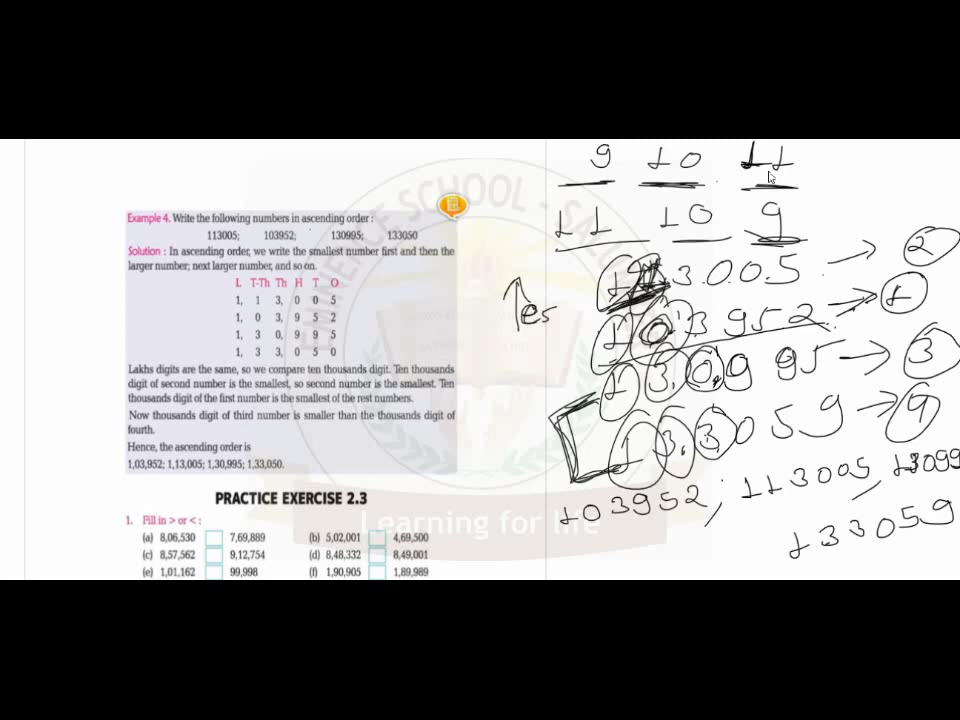 Example 4. Write the following numbers in ascending order :
113005; 103952; 130995; 133050
Solution : In ascending order, we write the smallest number first and then the
larger number; next larger number, and so on.
L T-Th Th H T O
1, 1 3, 0 0 5
1, 0 3, 9 5 2
1, 3 0, 9 9 5
1, 3 3, 0 5 0
Lakhs digits are the same, so we compare ten thousands digit. Ten thousands
digit of second number is the smallest, so second number is the smallest. Ten
thousands digit of the first number is the smallest of the rest numbers.
Now thousands digit of third number is smaller than the thousands digit of
fourth.
Hence, the ascending order is
1,03,952; 1,13,005; 1,30,995; 1,33,050.
PRACTICE EXERCISE 2.3
1. Fill in > or < :
(a) 8,06,530 7,69,889 (b) 5,02,001 4,69,500
(c) 8,57,562 9,12,754 (d) 8,48,332 8,49,001
(e) 1,01,162 99,998 (f) 1,90,905 1,89,989
9 10 11
11 10 9
3005 → 2
103952 → 1
130995 → 3
133059 →
103952; 113005, 13099
133059
EMINENCE SCHOOL
Learning for life